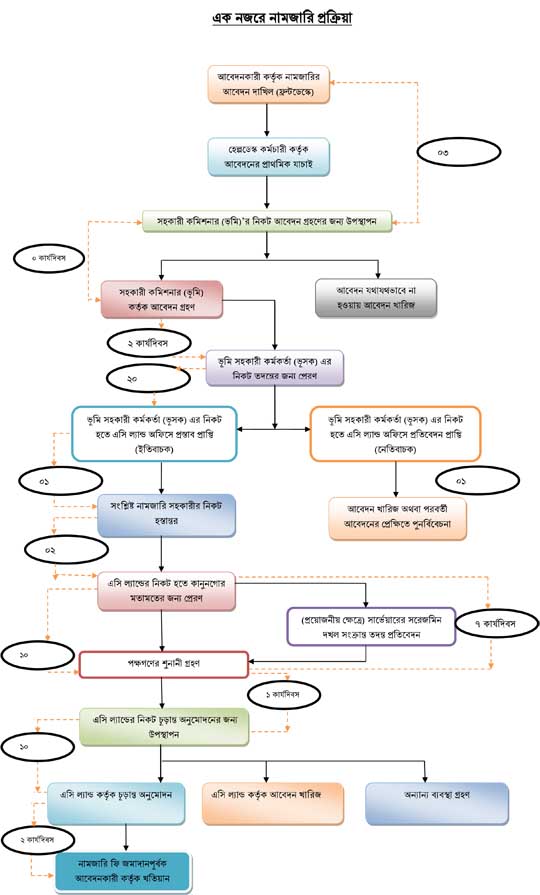 এক নজরে নামজারি প্রক্রিয়া
আবেদনকারী কর্তৃক নামজারির
আবেদন দাখিল (ফ্রন্টডেস্কে)
০৩
হেল্পডেস্ক কর্মচারী কর্তৃক
আবেদনের প্রাথমিক যাচাই
সহকারী কমিশনার (ভূমি)'র নিকট আবেদন গ্রহণের জন্য উপস্থাপন
০ কার্যদিবস
সহকারী কমিশনার (ভূমি)
কর্তৃক আবেদন গ্রহণ
আবেদন যথাযথভাবে না
হওয়ায় আবেদন খারিজ
২ কার্যদিবস
ভূমি সহকারী কর্মকর্তা (ভূসক) এর
নিকট তদন্তের জন্য প্রেরণ
২০
ভূমি সহকারী কর্মকর্তা (ভূসক) এর নিকট
হতে এসি ল্যান্ড অফিসে প্রস্তাব প্রাপ্তি
(ইতিবাচক)
ভূমি সহকারী কর্মকর্তা (ভূসক) এর নিকট
হতে এসি ল্যান্ড অফিসে প্রতিবেদন প্রাপ্তি
(নেতিবাচক)
০১
০১
সংশ্লিষ্ট নামজারি সহকারীর নিকট
হস্তান্তর
আবেদন খারিজ অথবা পরবর্তী
আবেদনের প্রেক্ষিতে পুনর্বিবেচনা
০২
এসি ল্যান্ডের নিকট হতে কানুনগোর
মতামতের জন্য প্রেরণ
(প্রয়োজনীয় ক্ষেত্রে) সার্ভেয়ারের সরেজমিন
দখল সংক্রান্ত তদন্ত প্রতিবেদন
৭ কার্যদিবস
১০
পক্ষগণের শুনানী গ্রহণ
১ কার্যদিবস
এসি ল্যান্ডের নিকট চূড়ান্ত অনুমোদনের জন্য
উপস্থাপন
১০
এসি ল্যান্ড কর্তৃক চূড়ান্ত অনুমোদন
এসি ল্যান্ড কর্তৃক আবেদন খারিজ
অন্যান্য ব্যবস্থা গ্রহণ
২ কার্যদিবস
নামজারি ফি জমাদানপূর্বক
আবেদনকারী কর্তৃক খতিয়ান